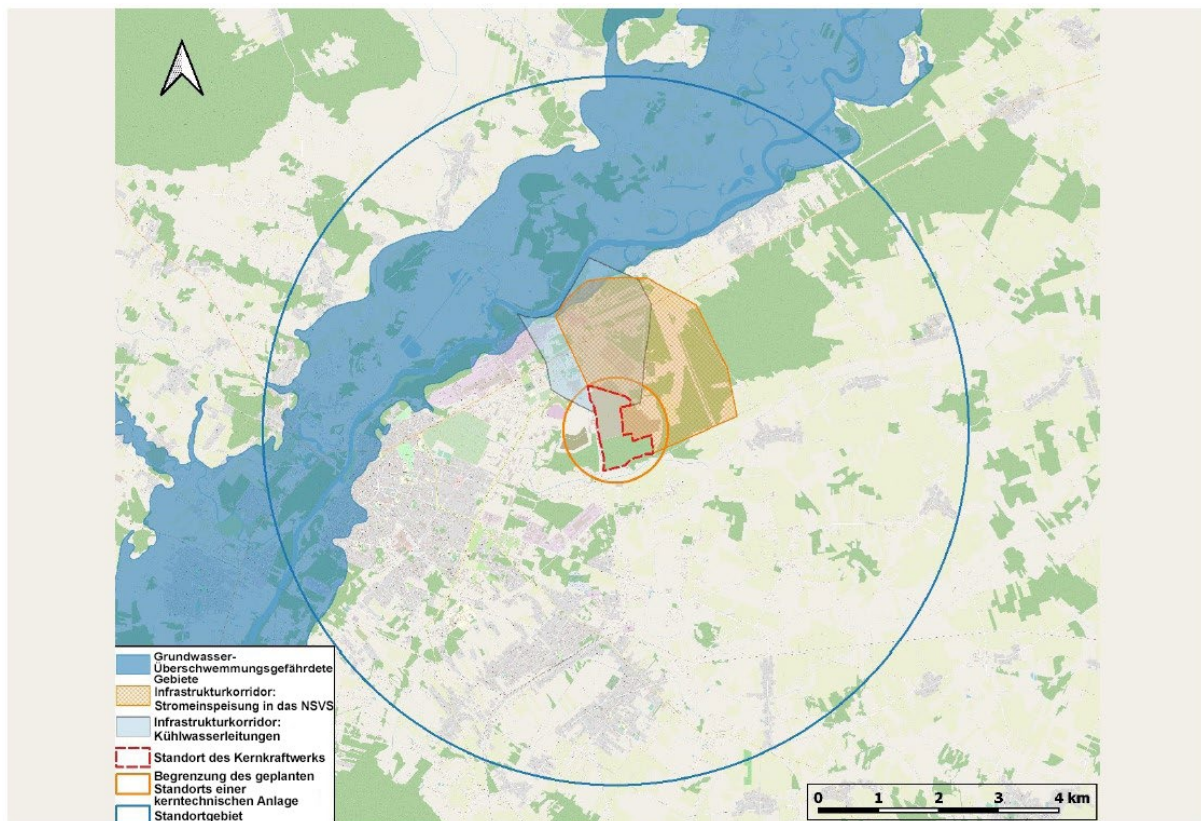 Grundwasser-
Überschwemmungsgefährdete
Gebiete
Infrastrukturkorridor:
Stromeinspeisung in das NSVS
Infrastrukturkorridor:
Kühlwasserleitungen
Standort des Kernkraftwerks
Begrenzung des geplanten
Standorts einer
kerntechnischen Anlage
Standortgebiet
0 1 2 3 4 km